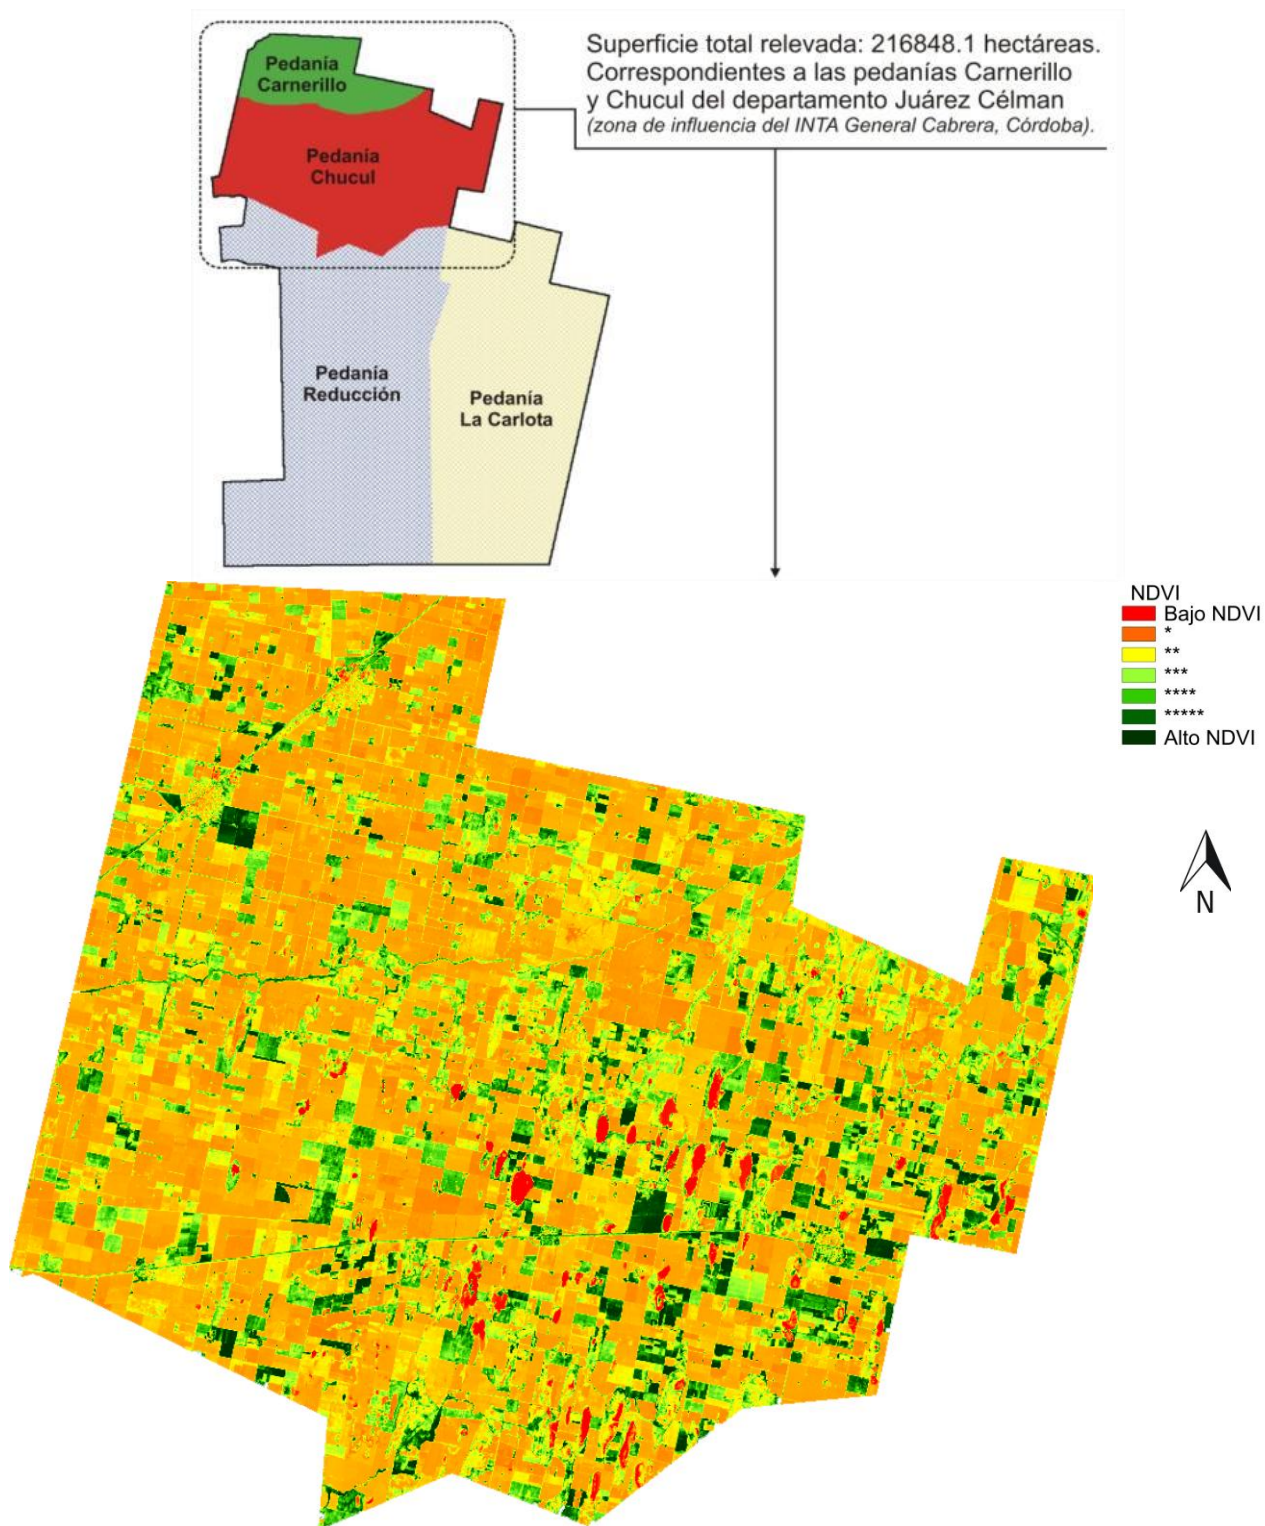 Superficie total relevada: 216848.1 hectáreas.
Correspondientes a las pedanías Carnerillo
y Chucul del departamento Juárez Célman
(zona de influencia del INTA General Cabrera, Córdoba).
Pedanía
Carnerillo
Pedanía
Chucul
Pedanía
Reducción
Pedanía
La Carlota
NDVI
Bajo NDVI
*
**
***
****
*****
Alto NDVI
N